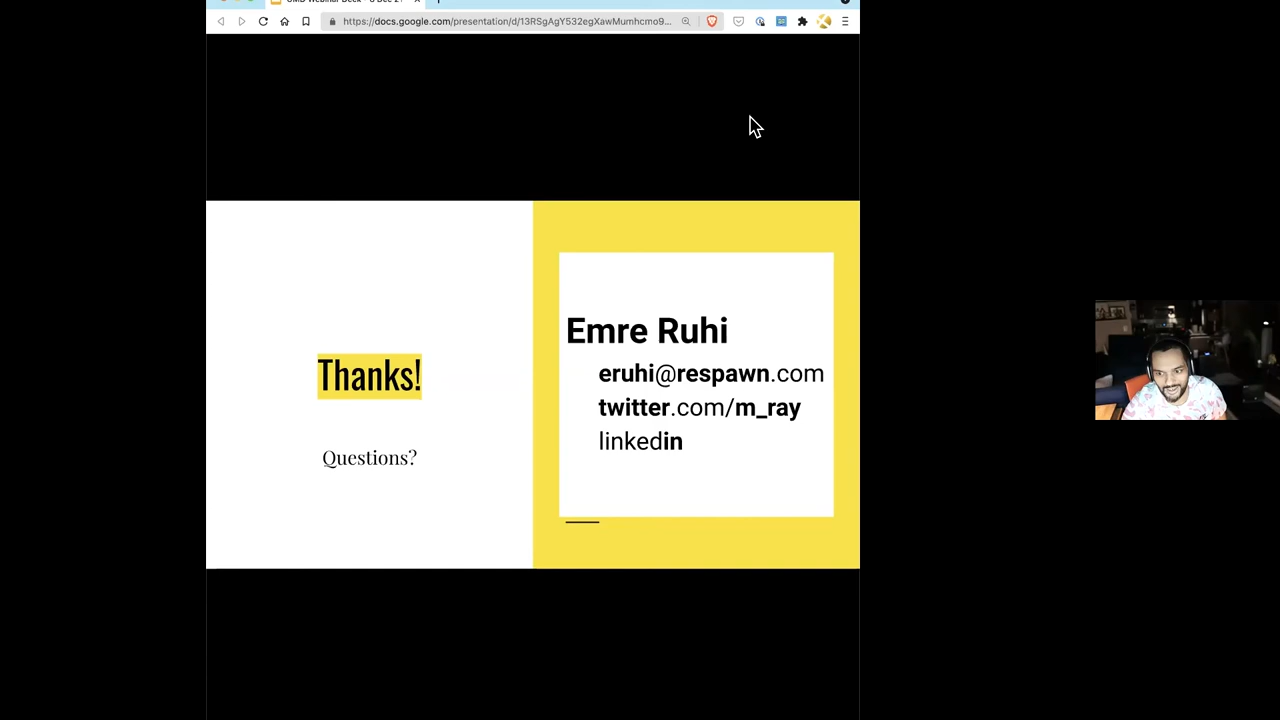 https://docs.google.com/presentation/d/13RSgAgY532egXawMumhcmo9...
Thanks!
Questions?
Emre Ruhi
eruhi@respawn.com
twitter.com/m_ray
linkedin